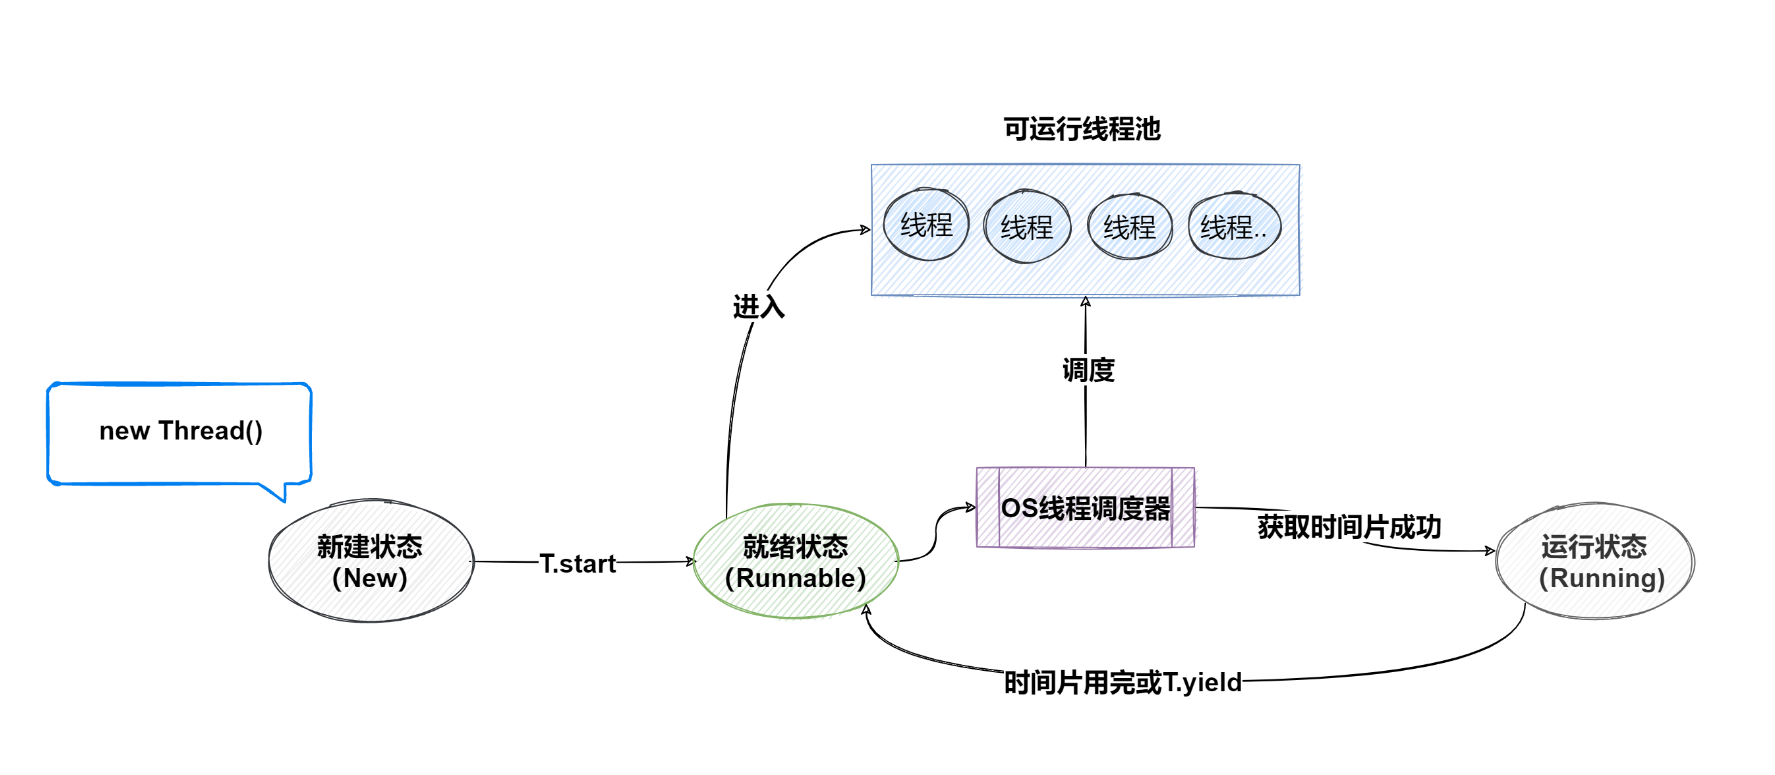 可运行线程池
线程
线程
线程
线程..
进入
调度
new Thread()
OS线程调度器
获取时间片成功
新建状态
（New）
T.start
就绪状态
（Runnable）
运行状态
（Running)
时间片用完或T.yield